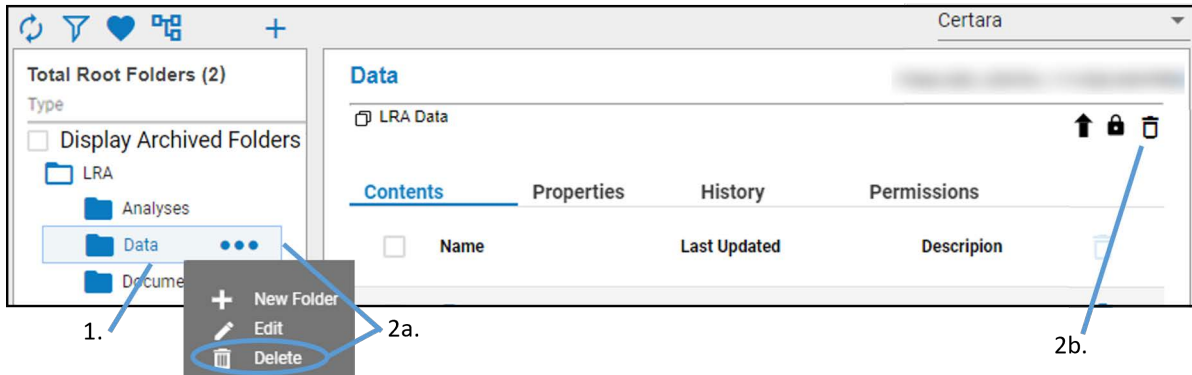 Certara
Total Root Folders (2)
Type
Display Archived Folders
LRA
Analyses
Data
Docume
New Folder
Edit
Delete
Data
LRA Data
Contents Properties History Permissions
Name Last Updated Descripion
1.
2a.
2b.